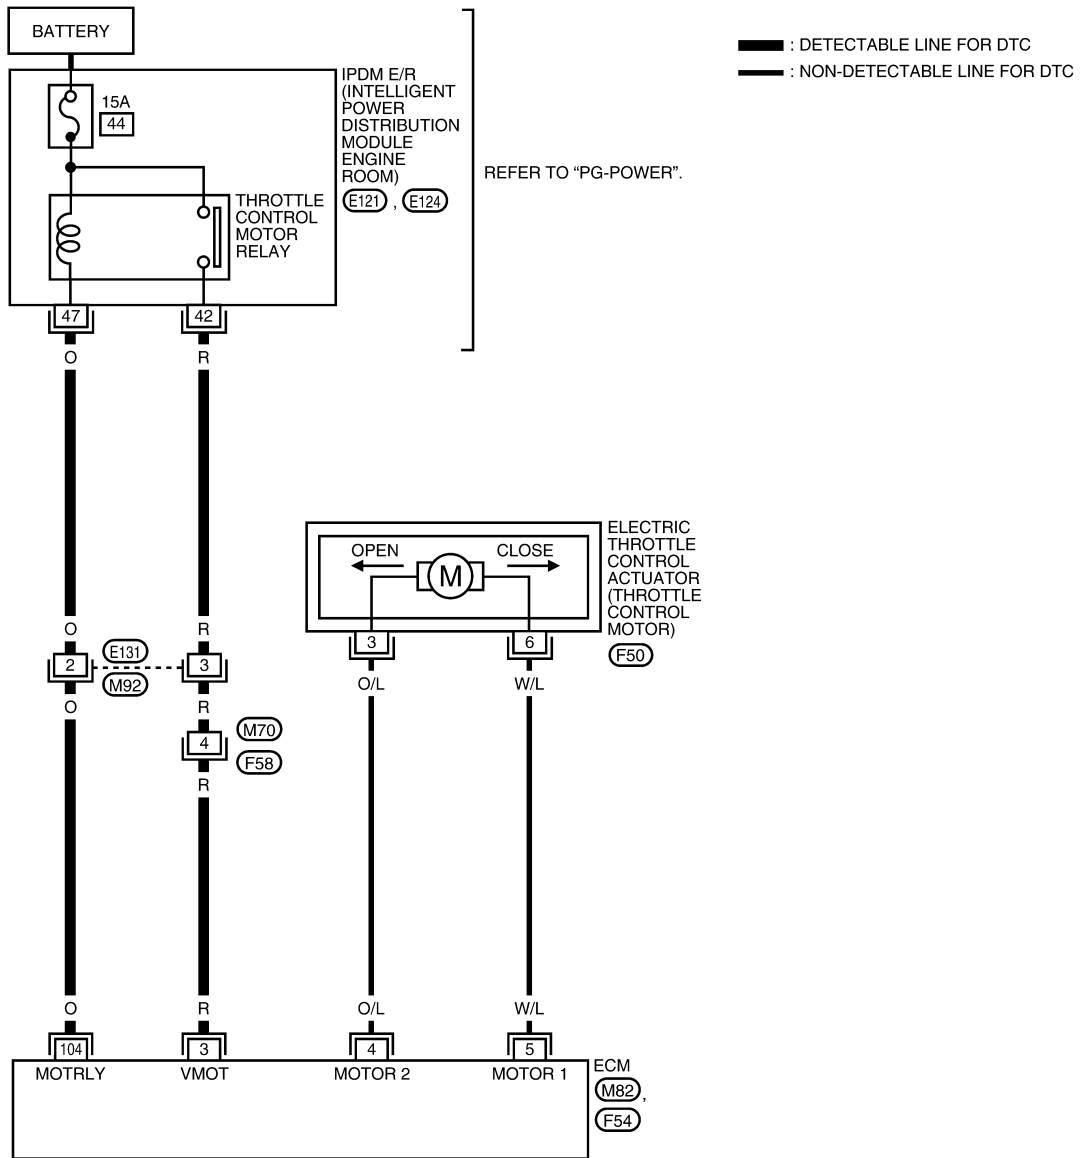 BATTERY
: DETECTABLE LINE FOR DTC
: NON-DETECTABLE LINE FOR DTC
15A
44
IPDM E/R
(INTELLIGENT
POWER
DISTRIBUTION
MODULE
ENGINE
ROOM)
E121 , E124
REFER TO “PG-POWER”.
THROTTLE
CONTROL
MOTOR
RELAY
47
42
O
R
ELECTRIC
THROTTLE
CONTROL
ACTUATOR
(THROTTLE
CONTROL
MOTOR)
F50
OPEN
CLOSE
M
3
6
O
R
2
E131
M92
3
O/L
W/L
O
R
4
M70
F58
R
O
R
O/L
W/L
104
3
4
5
MOTRLY
VMOT
MOTOR 2
MOTOR 1
ECM
M82 ,
F54